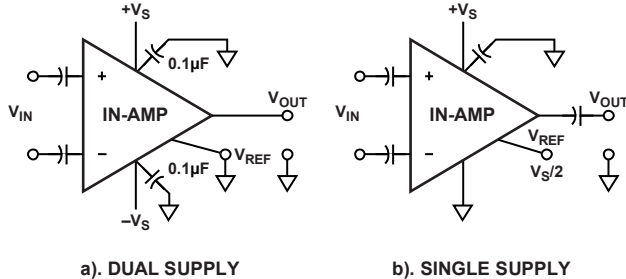 +VS
+VS
0.1µF
VOUT
VOUT
+
+
VIN
IN-AMP
VIN
IN-AMP
VREF
–
0.1µF
VREF
–
VS/2
–VS
a). DUAL SUPPLY
b). SINGLE SUPPLY